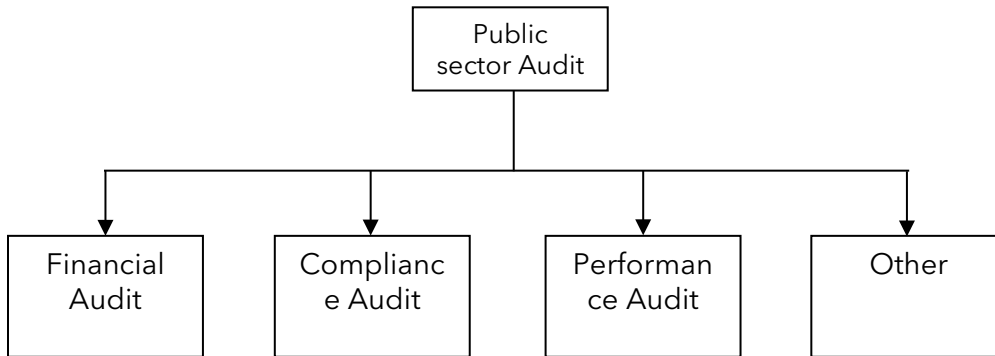 Public
sector Audit
Financial
Audit
Complianc
e Audit
Performan
ce Audit
Other